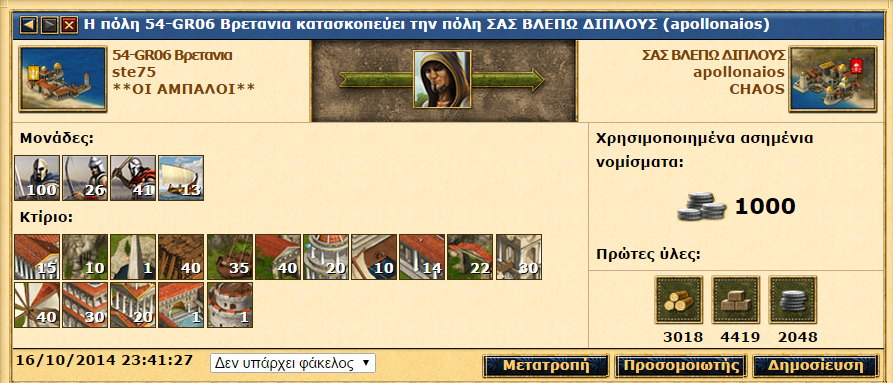 Η πόλη 54-GR06 Βρετανια κατασκοπεύει την πόλη ΣΑΣ ΒΛΕΠΩ ΔΙΠΛΟΥΣ (apollonaios)
54-GR06 Βρετανια
ste75
**ΟΙ ΑΜΠΑΛΟΙ**
ΣΑΣ ΒΛΕΠΩ ΔΙΠΛΟΥΣ
apollonaios
CHAOS
Μονάδες:
100 26 41 13
Κτίριο:
15 10 1 40 35 40 20 10 14 22 30
40 30 20 1 1
Χρησιμοποιημένα ασημένια
νομίσματα:
1000
Πρώτες ύλες:
3018 4419 2048
16/10/2014 23:41:27
Δεν υπάρχει φάκελος
Μετατροπή Προσομοιωτής Δημοσίευση